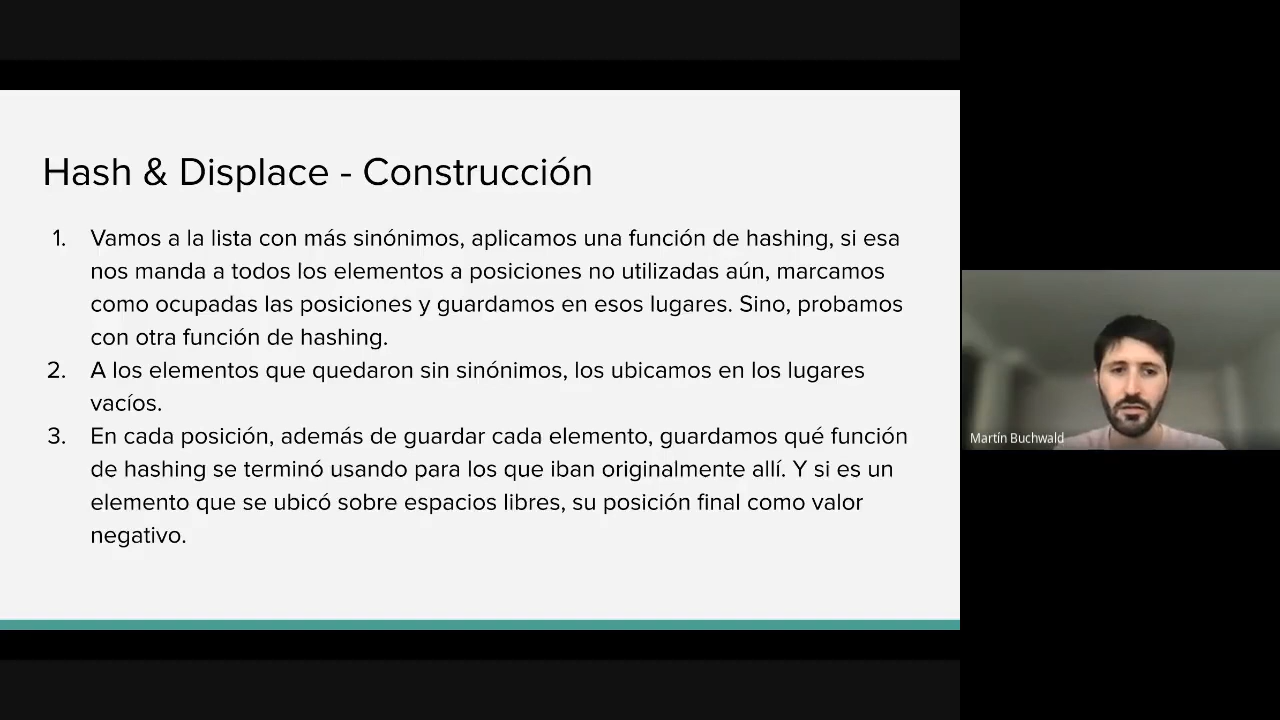 Hash & Displace - Construcción
1. Vamos a la lista con más sinónimos, aplicamos una función de hashing, si esa
nos manda a todos los elementos a posiciones no utilizadas aún, marcamos
como ocupadas las posiciones y guardamos en esos lugares. Sino, probamos
con otra función de hashing.
2. A los elementos que quedaron sin sinónimos, los ubicamos en los lugares
vacíos.
3. En cada posición, además de guardar cada elemento, guardamos qué función
de hashing se terminó usando para los que iban originalmente allí. Y si es un
elemento que se ubicó sobre espacios libres, su posición final como valor
negativo.
Martín Buchwald